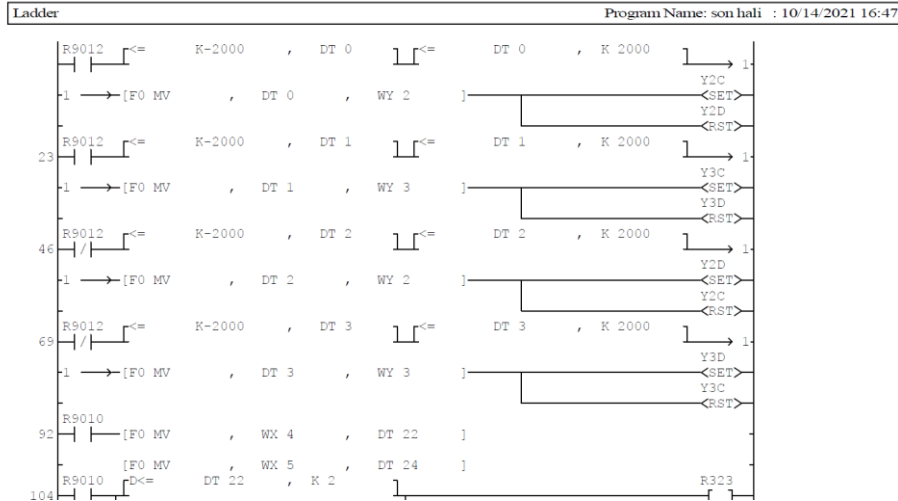 Ladder Program Name: son hali : 10/14/2021 16:47
R9012 <= K-2000 , DT 0 <= DT 0 , K 2000
1
Y2C
1 [F0 MV , DT 0 , WY 2 ] <SET>
Y2D
<RST>
R9012 <= K-2000 , DT 1 <= DT 1 , K 2000
23 1
Y3C
1 [F0 MV , DT 1 , WY 3 ] <SET>
Y3D
<RST>
R9012 <= K-2000 , DT 2 <= DT 2 , K 2000
46 / 1
Y2D
1 [F0 MV , DT 2 , WY 2 ] <SET>
Y2C
<RST>
R9012 <= K-2000 , DT 3 <= DT 3 , K 2000
69 / 1
Y3D
1 [F0 MV , DT 3 , WY 3 ] <SET>
Y3C
<RST>
R9010
92 [F0 MV , WX 4 , DT 22 ]
[F0 MV , WX 5 , DT 24 ]
R9010 D<= DT 22 , K 2 R323
104 [ ]